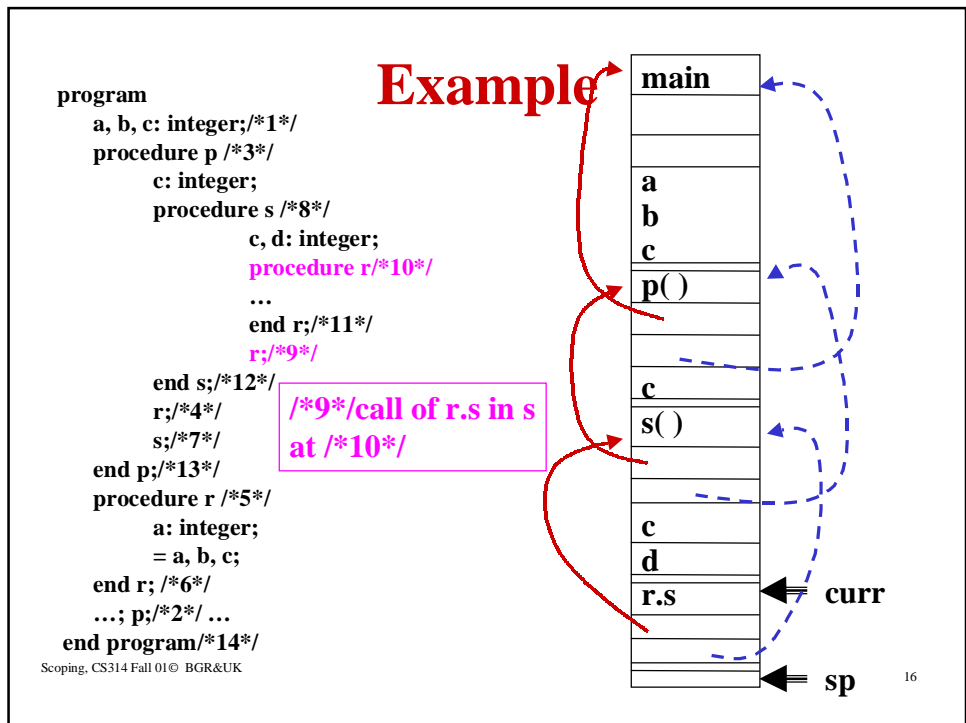 Example
program
a, b, c: integer;/*1*/
procedure p /*3*/
c: integer;
procedure s /*8*/
c, d: integer;
procedure r/*10*/
…
end r;/*11*/
r;/*9*/
end s;/*12*/
r;/*4*/
s;/*7*/
end p;/*13*/
procedure r /*5*/
a: integer;
= a, b, c;
end r; /*6*/
…; p;/*2*/ …
end program/*14*/
/*9*/call of r.s in s
at /*10*/
main
a
b
c
p( )
c
s( )
c
d
r.s
curr
sp
Scoping, CS314 Fall 01© BGR&UK
16